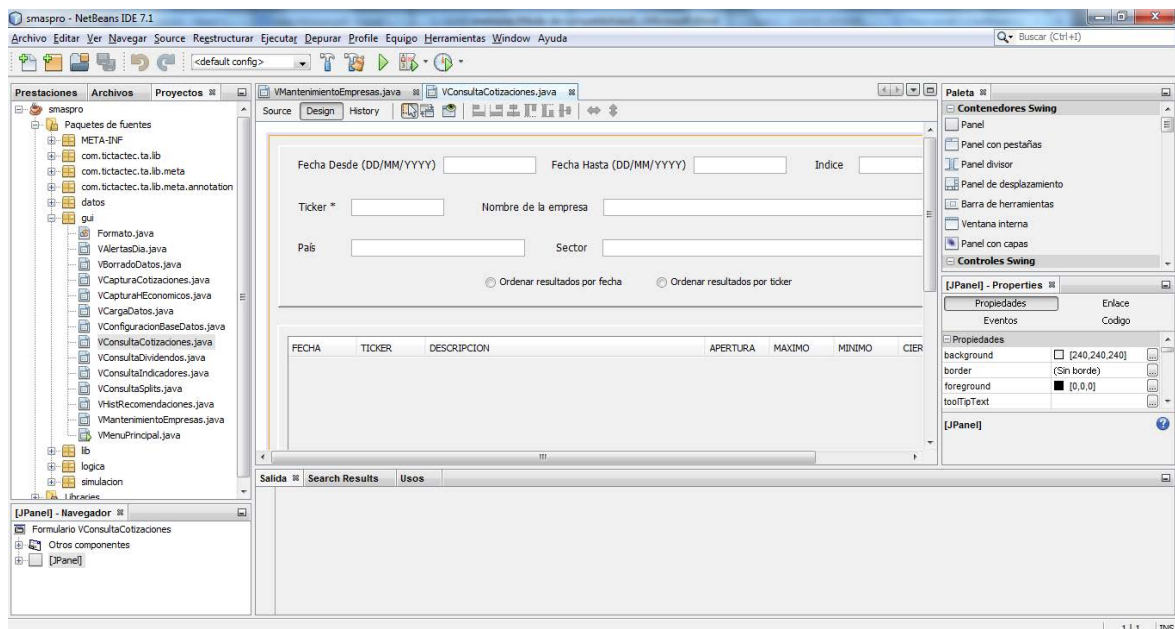 smaspro - NetBeans IDE 7.1
Archivo Editar Ver Navegar Source Reestructurar Ejecutar Depurar Profile Equipo Herramientas Window Ayuda
Buscar (Ctrl+I)
<default config>
Prestaciones Archivos Proyectos
smaspro
Paquetes de fuentes
META-INF
com.tictactec.ta.lib
com.tictactec.ta.lib.meta
com.tictactec.ta.lib.meta.annotation
datos
gui
Formato.java
VAlertasDia.java
VBorradoDatos.java
VCapturaCotizaciones.java
VCapturaHEconomicos.java
VCargaDatos.java
VConfiguracionBaseDatos.java
VConsultaCotizaciones.java
VConsultaDividendos.java
VConsultaIndicadores.java
VConsultaSplits.java
VHistRecomendaciones.java
VMantenimientoEmpresas.java
VMenuPrincipal.java
lib
logica
simulacion
Libraries
[JPanel] - Navegador
Formulario VConsultaCotizaciones
Otros componentes
[JPanel]
VMantenimientoEmpresas.java VConsultaCotizaciones.java
Source Design History
Fecha Desde (DD/MM/YYYY) Fecha Hasta (DD/MM/YYYY) Indice
Ticker * Nombre de la empresa
País Sector
Ordenar resultados por fecha Ordenar resultados por ticker
FECHA TICKER DESCRIPCION APERTURA MAXIMO MINIMO CIER
Salida Search Results Usos
Paleta
Contenedores Swing
Panel
Panel con pestañas
Panel divisor
Panel de desplazamiento
Barra de herramientas
Ventana interna
Panel con capas
Controles Swing
[JPanel] - Properties
Propiedades Enlace
Eventos Codigo
Propiedades
background [240,240,240]
border (Sin borde)
foreground [0,0,0]
toolTipText
[JPanel]
1 | 1 INS